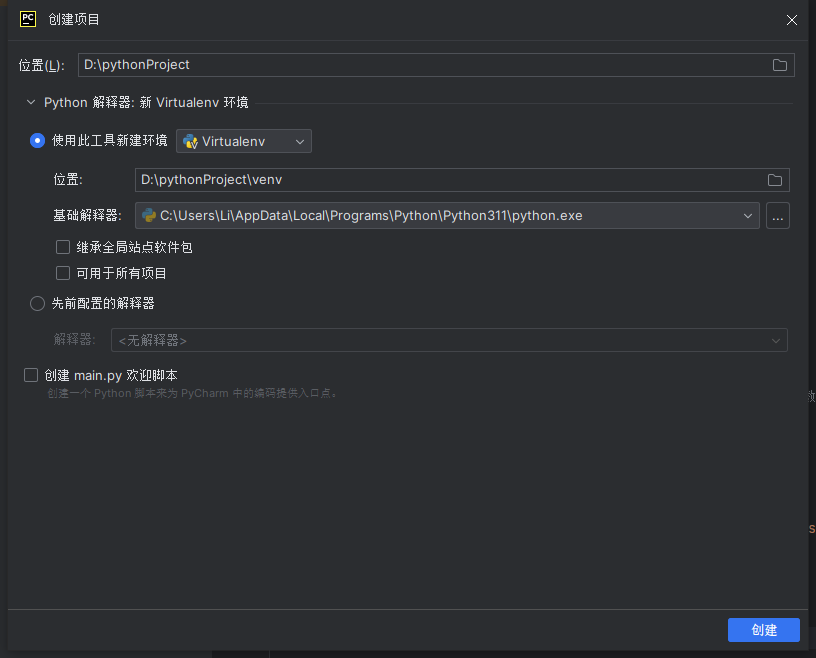 PC 创建项目
位置(L): D:\pythonProject
Python 解释器: 新 Virtualenv 环境
使用此工具新建环境 Virtualenv
位置: D:\pythonProject\venv
基础解释器: C:\Users\Li\AppData\Local\Programs\Python\Python311\python.exe ...
继承全局站点软件包
可用于所有项目
先前配置的解释器
解释器: <无解释器>
创建 main.py 欢迎脚本
创建一个 Python 脚本来为 PyCharm 中的编码提供入口点。
s
创建